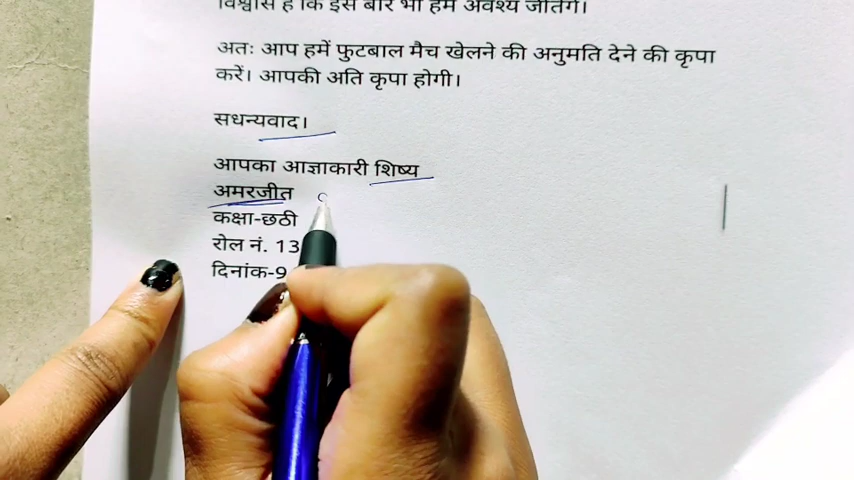 विश्वास है कि इस बार भी हम अवश्य जीतेंगे।
अतः आप हमें फुटबाल मैच खेलने की अनुमति देने की कृपा
करें। आपकी अति कृपा होगी।
सधन्यवाद।
आपका आज्ञाकारी शिष्य
अमरजीत
कक्षा-छठी
रोल नं. 13
दिनांक-9